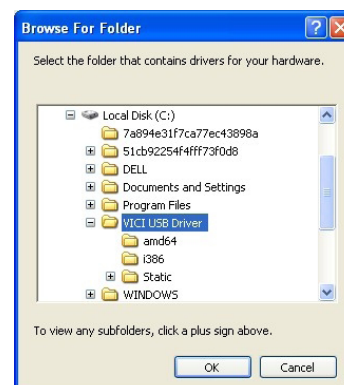 Browse For Folder
Select the folder that contains drivers for your hardware.
Local Disk (C:)
7a894e31f7ca77ec43898a
51cb92254f4fff73f0d8
DELL
Documents and Settings
Program Files
VICI USB Driver
amd64
i386
Static
WINDOWS
To view any subfolders, click a plus sign above.
OK Cancel